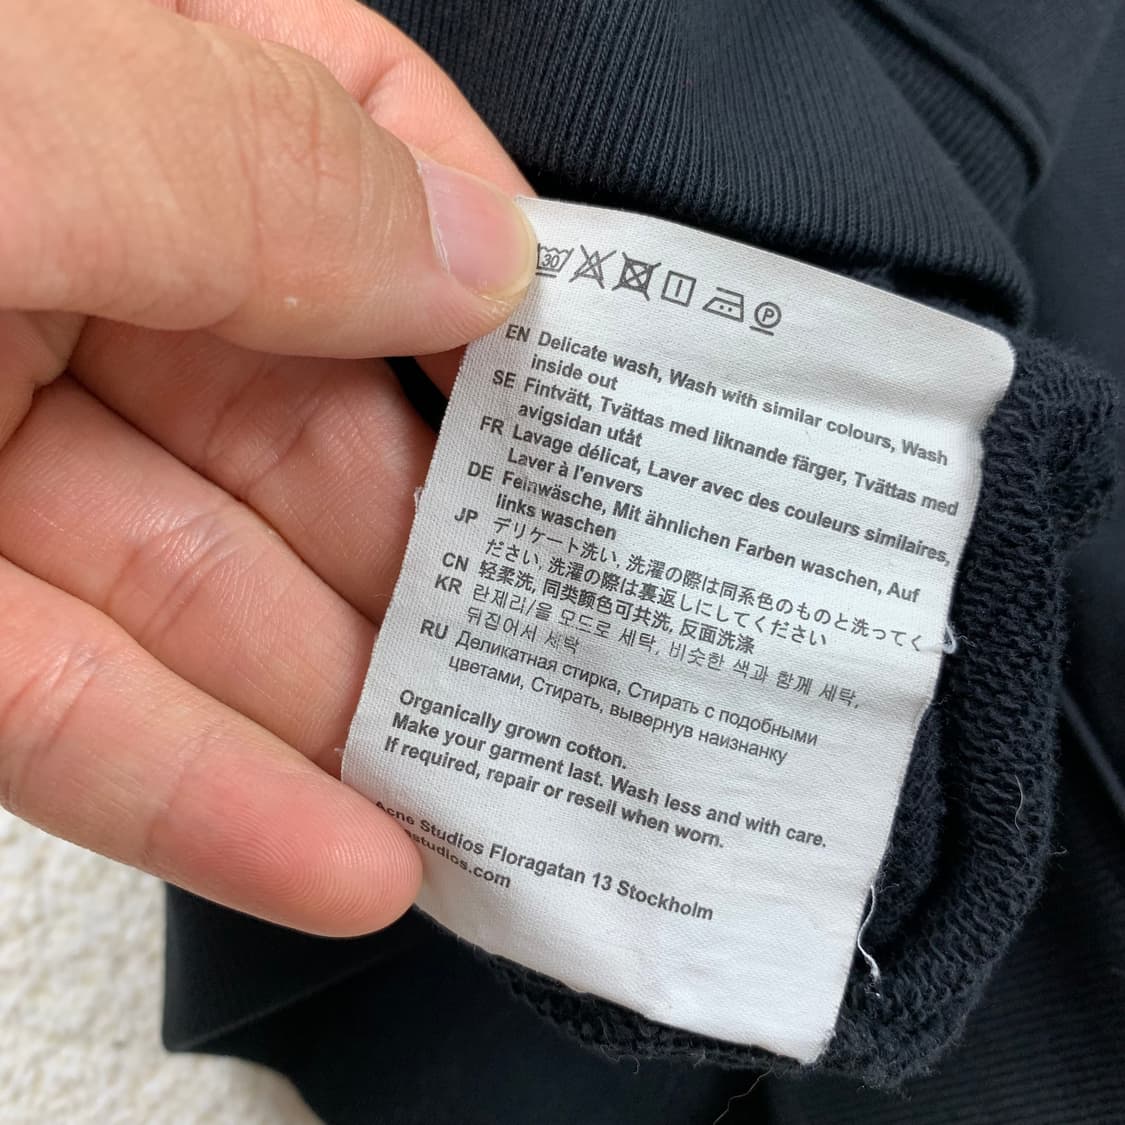 30 P
EN Delicate wash, Wash with similar colours, Wash
inside out
SE Fintvätt, Tvättas med liknande färger, Tvättas med
avigsidan utåt
FR Lavage délicat, Laver avec des couleurs similaires,
Laver à l'envers
DE Feinwäsche, Mit ähnlichen Farben waschen, Auf
links waschen
JP デリケート洗い, 洗濯の際は同系色のものと洗ってく
ださい, 洗濯の際は裏返しにしてください
CN 轻柔洗, 同类颜色可共洗, 反面洗涤
KR 란제리/울 모드로 세탁, 비슷한 색과 함께 세탁,
뒤집어서 세탁
RU Деликатная стирка, Стирать с подобными
цветами, Стирать, вывернув наизнанку
Organically grown cotton.
Make your garment last. Wash less and with care.
If required, repair or resell when worn.
Acne Studios Floragatan 13 Stockholm
studios.com